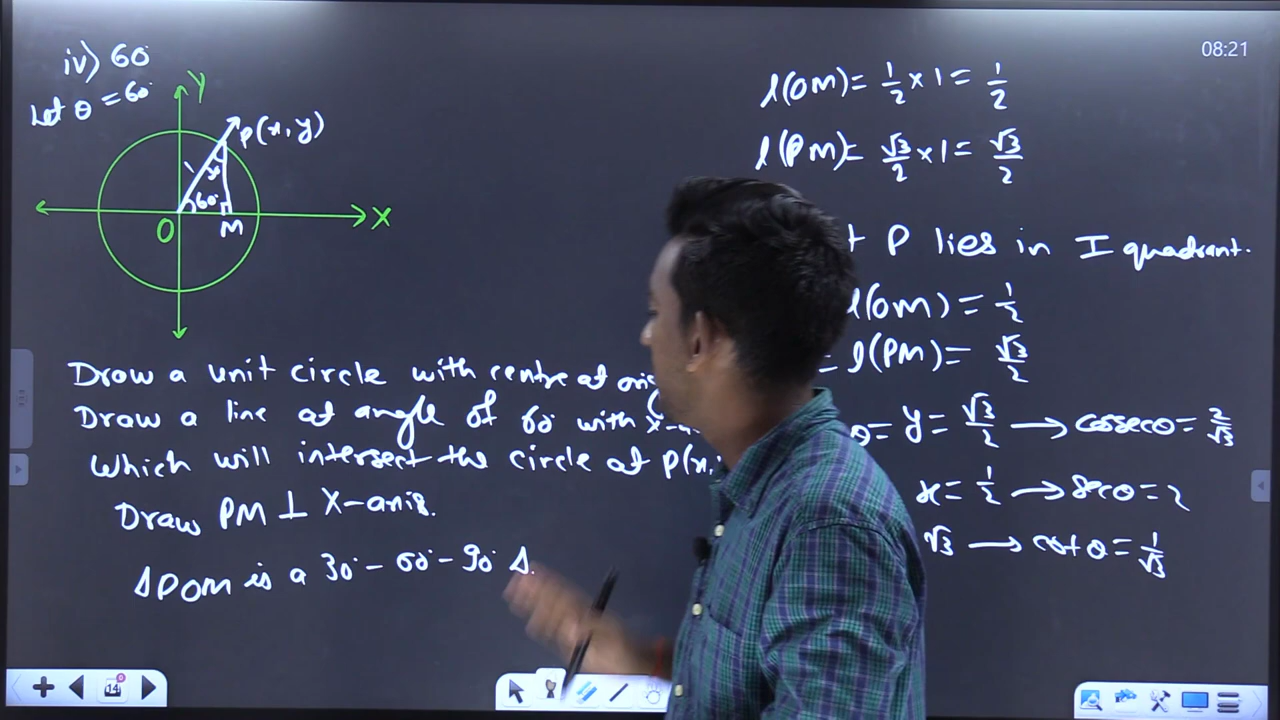 iv) 60°
Let θ = 60°
Y
P(x, y)
1
30°
60°
O
M
X
Draw a unit circle with centre at
Draw a line at angle of 60° with X-
Which will intersect the circle at P(x,
Draw PM ⊥ X-axis.
ΔPOM is a 30° - 60° - 90° Δ.
08:21
l(OM) = 1/2 × 1 = 1/2
l(PM) = √3/2 × 1 = √3/2
P lies in I quadrant.
l(OM) = 1/2
= l(PM) = √3/2
θ = y = √3/2 → cosecθ = 2/√3
x = 1/2 → secθ = 2
√3 → cotθ = 1/√3
14